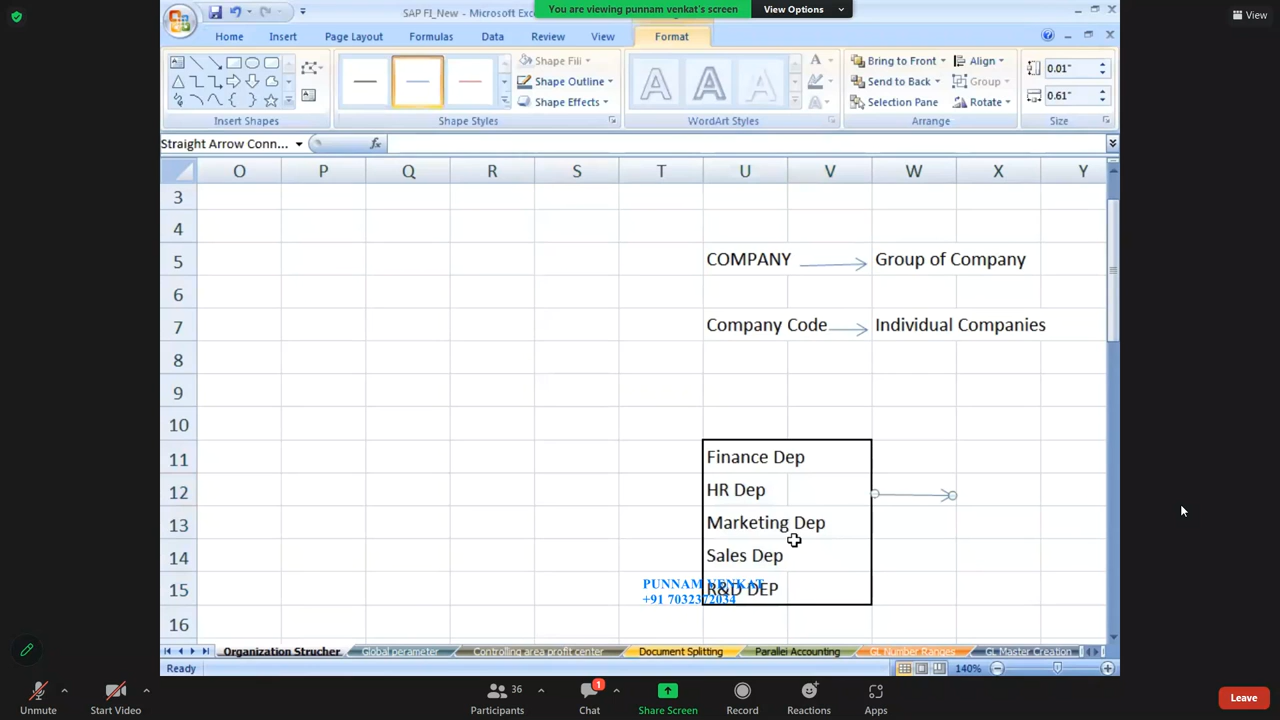 You are viewing punnam venkat's screen
View Options
View
SAP FI_New - Microsoft Exc
Home Insert Page Layout Formulas Data Review View Format
Shape Fill
Shape Outline
Shape Effects
Bring to Front
Send to Back
Selection Pane
Align
Group
Rotate
0.01"
0.61"
Insert Shapes
Shape Styles
WordArt Styles
Arrange
Size
Straight Arrow Conn...
fx
O P Q R S T U V W X Y
3
4
5 COMPANY Group of Company
6
7 Company Code Individual Companies
8
9
10
11 Finance Dep
12 HR Dep
13 Marketing Dep
14 Sales Dep
15 R&D DEP
16
PUNNAM VENKAT
+91 7032372034
Organization Strucher Global perameter Controlling area profit center Document Splitting Parallel Accounting GL Number Ranges GL Master Creation
Ready
140%
Unmute
Start Video
Participants
36
Chat
1
Share Screen
Record
Reactions
Apps
Leave